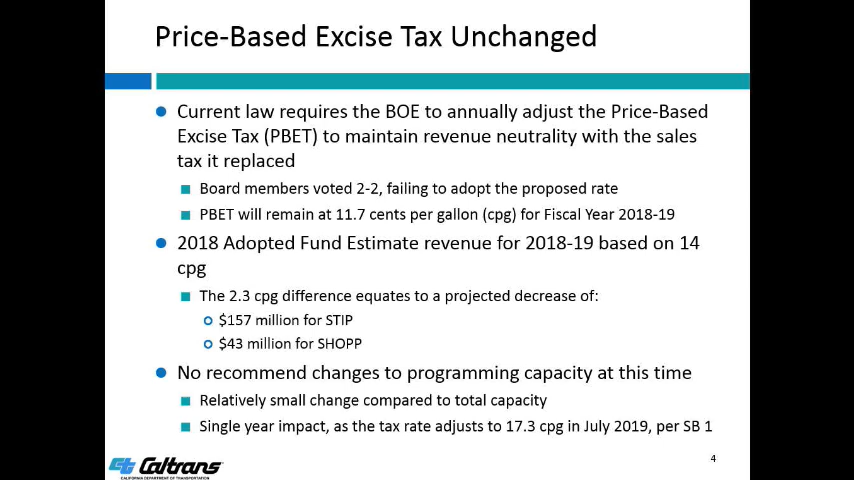 Price-Based Excise Tax Unchanged
Current law requires the BOE to annually adjust the Price-Based
Excise Tax (PBET) to maintain revenue neutrality with the sales
tax it replaced
Board members voted 2-2, failing to adopt the proposed rate
PBET will remain at 11.7 cents per gallon (cpg) for Fiscal Year 2018-19
2018 Adopted Fund Estimate revenue for 2018-19 based on 14
cpg
The 2.3 cpg difference equates to a projected decrease of:
$157 million for STIP
$43 million for SHOPP
No recommend changes to programming capacity at this time
Relatively small change compared to total capacity
Single year impact, as the tax rate adjusts to 17.3 cpg in July 2019, per SB 1
4
ct Caltrans
CALIFORNIA DEPARTMENT OF TRANSPORTATION